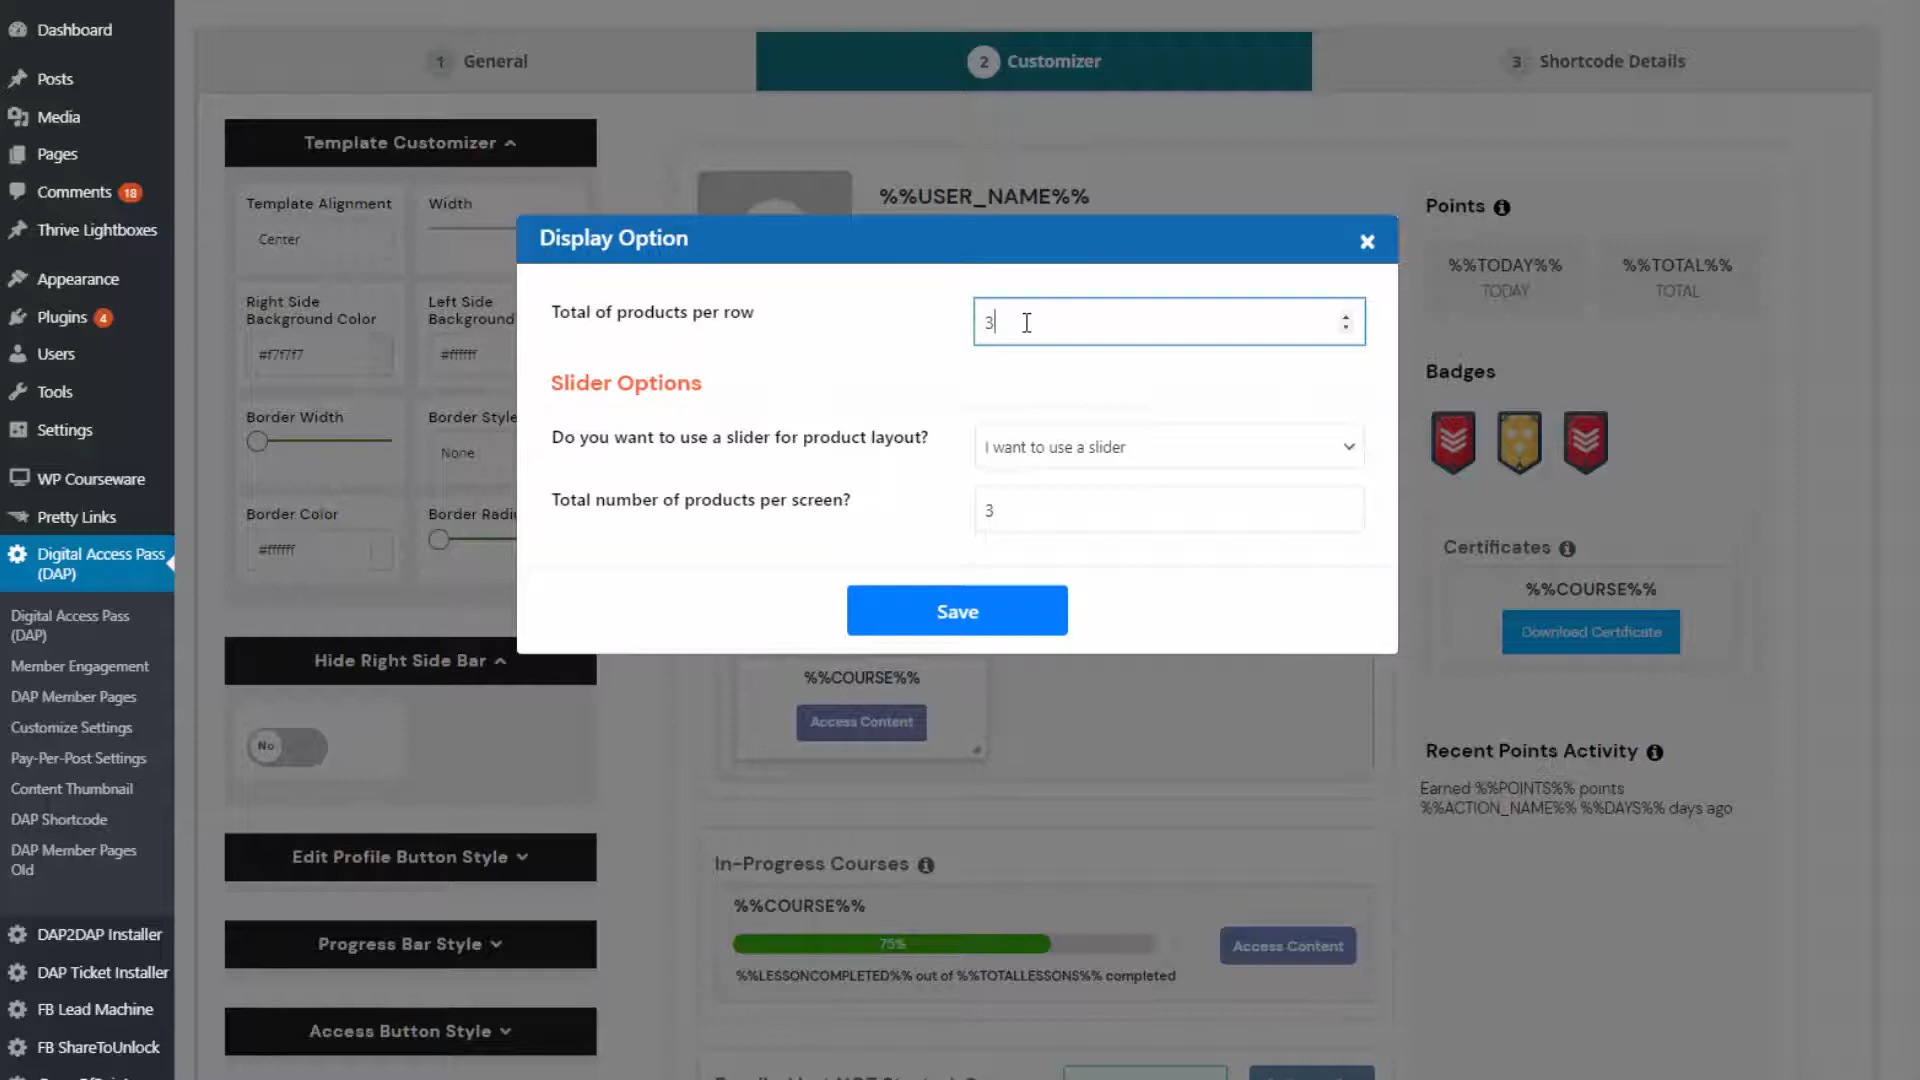 Dashboard
Posts
Media
Pages
Comments 18
Thrive Lightboxes
Appearance
Plugins 4
Users
Tools
Settings
WP Courseware
Pretty Links
Digital Access Pass
(DAP)
Digital Access Pass
(DAP)
Member Engagement
DAP Member Pages
Customize Settings
Pay-Per-Post Settings
Content Thumbnail
DAP Shortcode
DAP Member Pages
Old
DAP2DAP Installer
DAP Ticket Installer
FB Lead Machine
FB ShareToUnlock
1 General
2 Customizer
3 Shortcode Details
Template Customizer
Template Alignment
Center
Width
Right Side
Background Color
#f7f7f7
Left Side
Background
#ffffff
Border Width
Border Style
None
Border Color
#ffffff
Border Radi
Hide Right Side Bar
No
Edit Profile Button Style
Progress Bar Style
Access Button Style
%%USER_NAME%%
Display Option
Total of products per row
3
Slider Options
Do you want to use a slider for product layout?
I want to use a slider
Total number of products per screen?
3
Save
%%COURSE%%
Access Content
In-Progress Courses
%%COURSE%%
75%
Access Content
%%LESSONCOMPLETED%% out of %%TOTALLESSONS%% completed
Points
%%TODAY%%
TODAY
%%TOTAL%%
TOTAL
Badges
Certificates
%%COURSE%%
Download Certificate
Recent Points Activity
Earned %%POINTS%% points
%%ACTION_NAME%% %%DAYS%% days ago